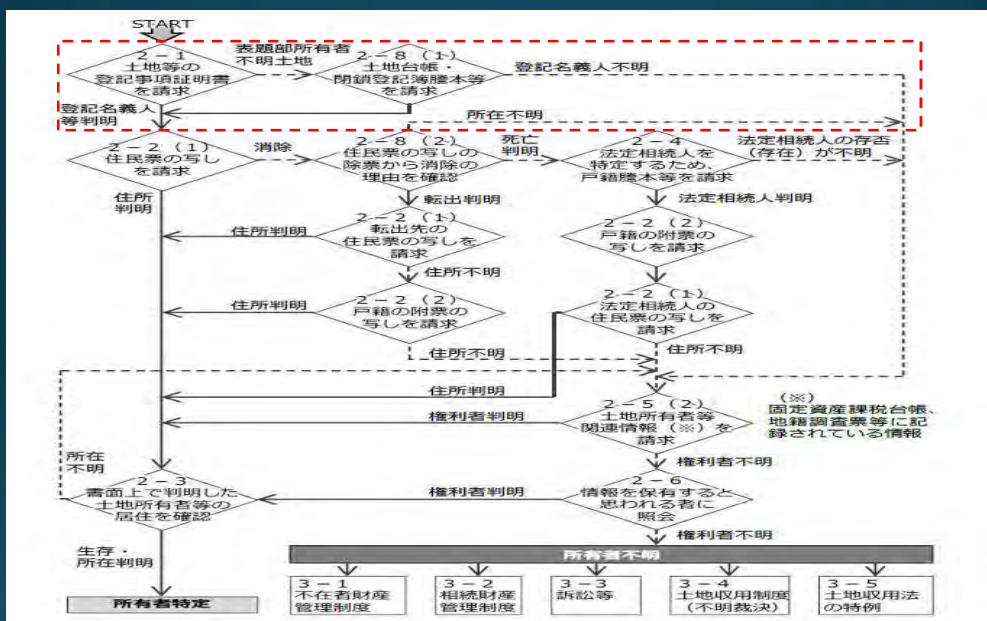 START
2－1
土地等の
登記事項証明書
を請求
表題部所有者
不明土地
2－8（1）
土地台帳・
閉鎖登記簿謄本等
を請求
登記名義人不明
登記名義人
等判明
所在不明
2－2（1）
住民票の写し
を請求
消除
2－8（2）
住民票の写しの
除票から消除の
理由を確認
死亡
判明
2－4
法定相続人を
特定するため、
戸籍謄本等を請求
法定相続人の存否
（存在）が不明
住所
判明
転出判明
法定相続人判明
住所判明
2－2（1）
転出先の
住民票の写しを
請求
2－2（2）
戸籍の附票の
写しを請求
住所不明
住所判明
2－2（2）
戸籍の附票の
写しを請求
2－2（1）
法定相続人の
住民票の写しを
請求
住所不明
住所不明
住所判明
（※）
固定資産課税台帳、
地籍調査票等に記
録されている情報
権利者判明
2－5（2）
土地所有者等
関連情報（※）を
請求
所在
不明
権利者不明
2－3
書面上で判明した
土地所有者等の
居住を確認
権利者判明
2－6
情報を保有すると
思われる者に
照会
生存・
所在判明
権利者不明
所有者不明
所有者特定
3－1
不在者財産
管理制度
3－2
相続財産
管理制度
3－3
訴訟等
3－4
土地収用制度
（不明裁決）
3－5
土地収用法
の特例